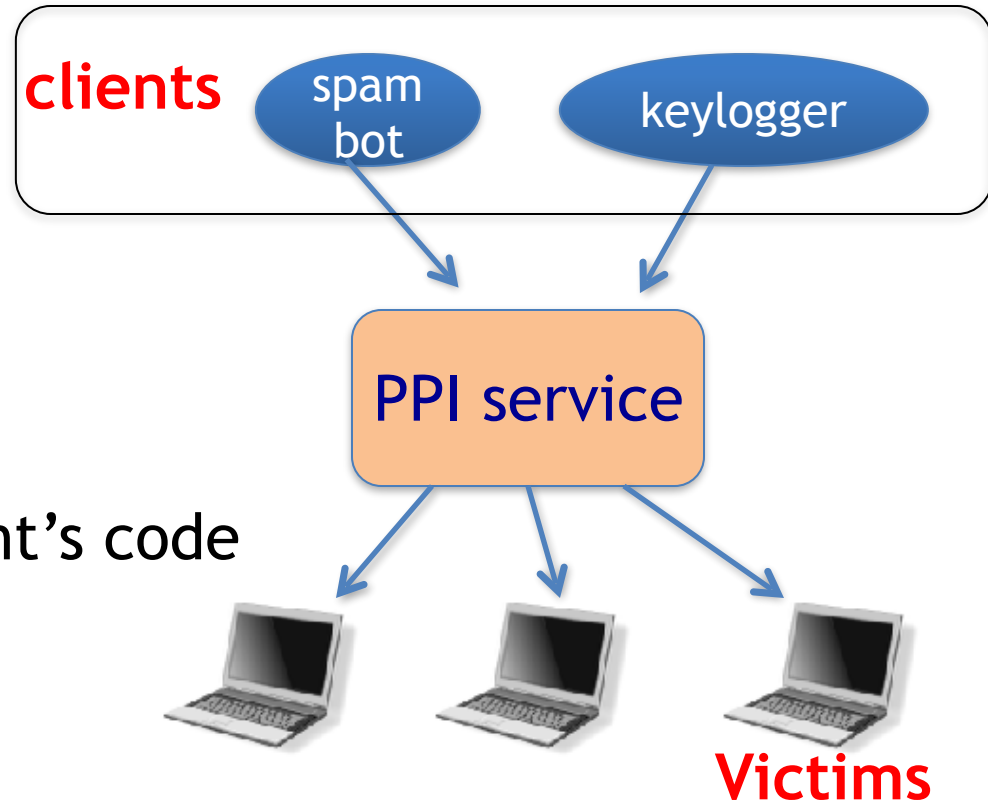 clients
spam
bot
keylogger
PPI service
nt’s code
Victims